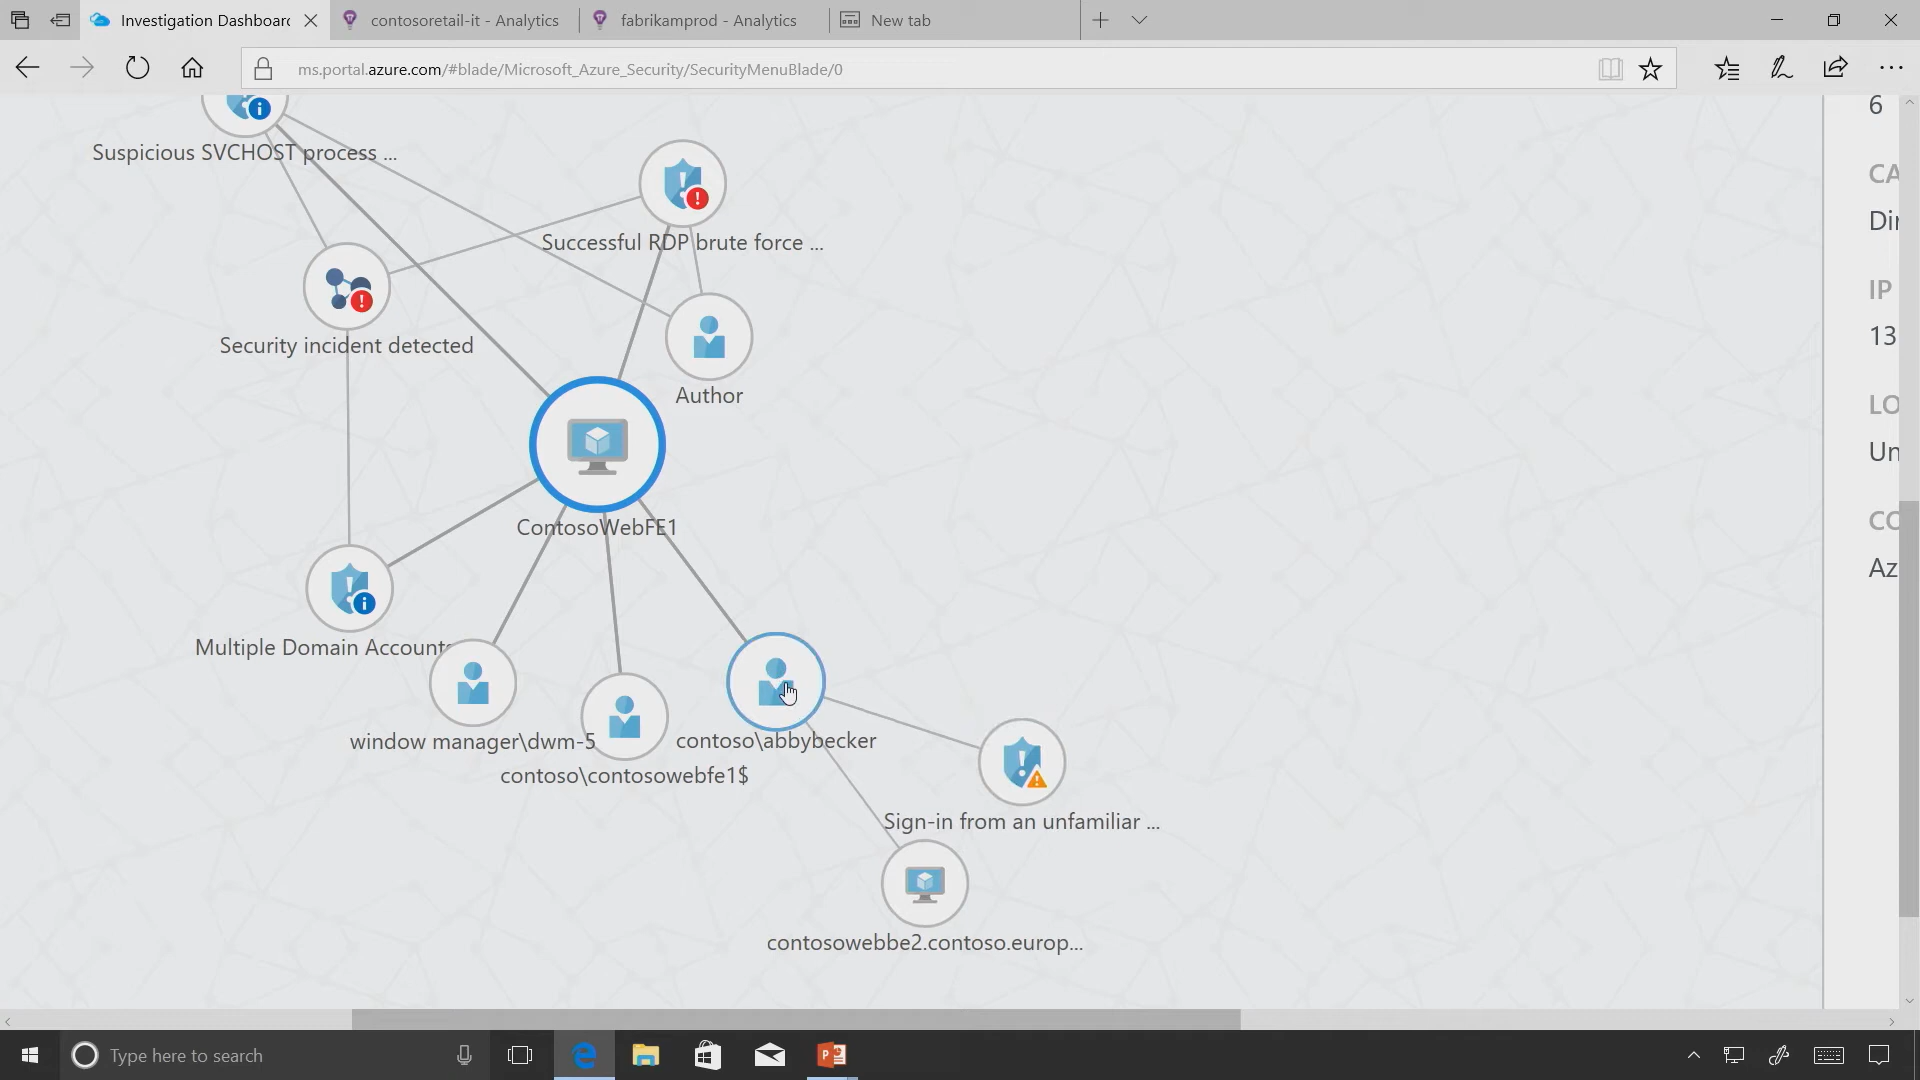 Investigation Dashboard
contosoretail-it - Analytics
fabrikamprod - Analytics
New tab
ms.portal.azure.com/#blade/Microsoft_Azure_Security/SecurityMenuBlade/0
Suspicious SVCHOST process ...
Successful RDP brute force ...
Security incident detected
Author
ContosoWebFE1
Multiple Domain Accounts
window manager\dwm-5
contoso\contosowebfe1$
contoso\abbybecker
Sign-in from an unfamiliar ...
contosowebbe2.contoso.europ...
6
CA
Dir
IP
13
LO
Un
CO
Az
Type here to search